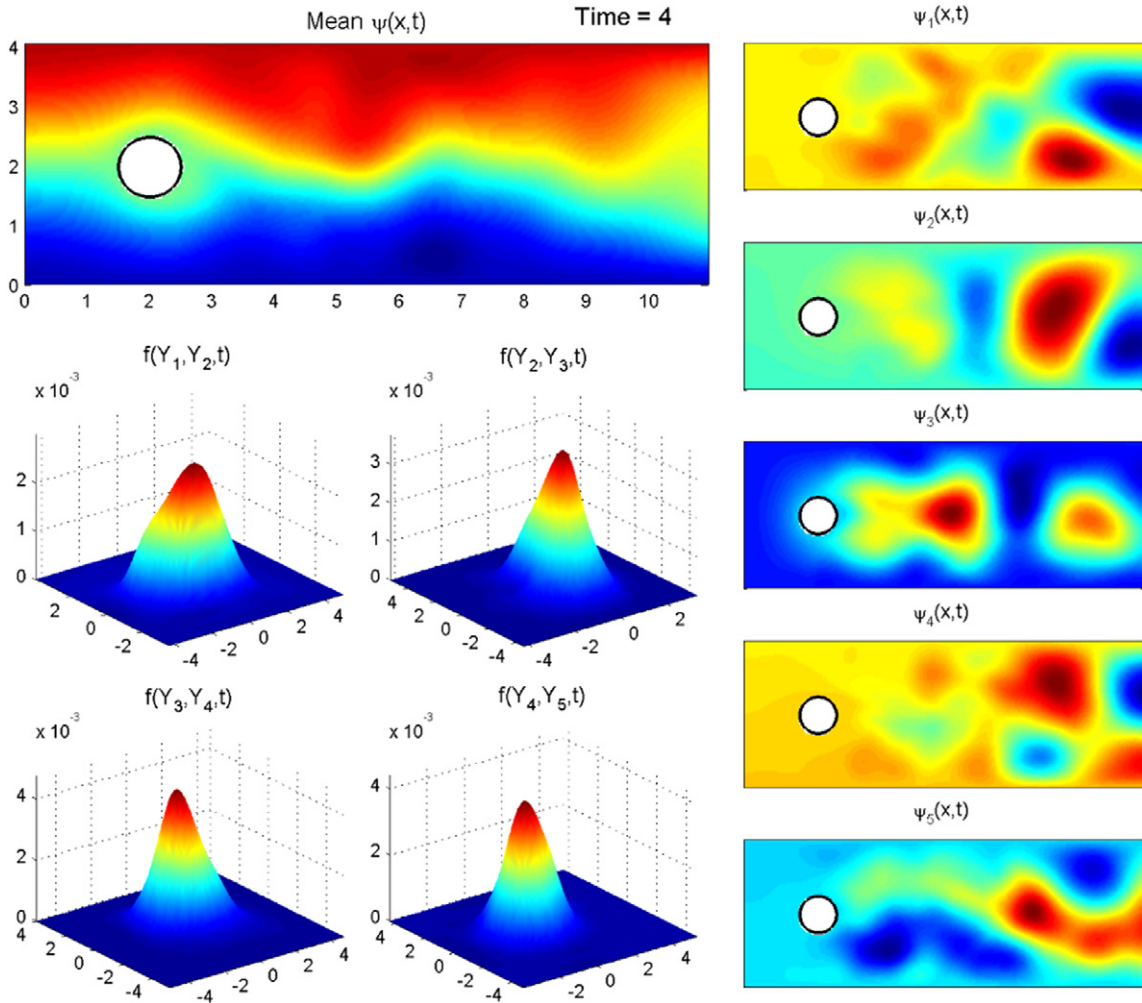 Mean ψ(x,t)
Time = 4
4
3
2
1
0
0 1 2 3 4 5 6 7 8 9 10
f(Y₁,Y₂,t)
x 10⁻³
2
1
0
2 0 -2
-4 -2 0 2 4
f(Y₂,Y₃,t)
x 10⁻³
3
2
1
0
4 2 0 -2 -4
-4 -2 0 2
f(Y₃,Y₄,t)
x 10⁻³
4
2
0
4 2 0 -2 -4
-4 -2 0 2 4
f(Y₄,Y₅,t)
x 10⁻³
4
2
0
4 2 0 -2 -4
-4 -2 0 2 4
ψ₁(x,t)
ψ₂(x,t)
ψ₃(x,t)
ψ₄(x,t)
ψ₅(x,t)